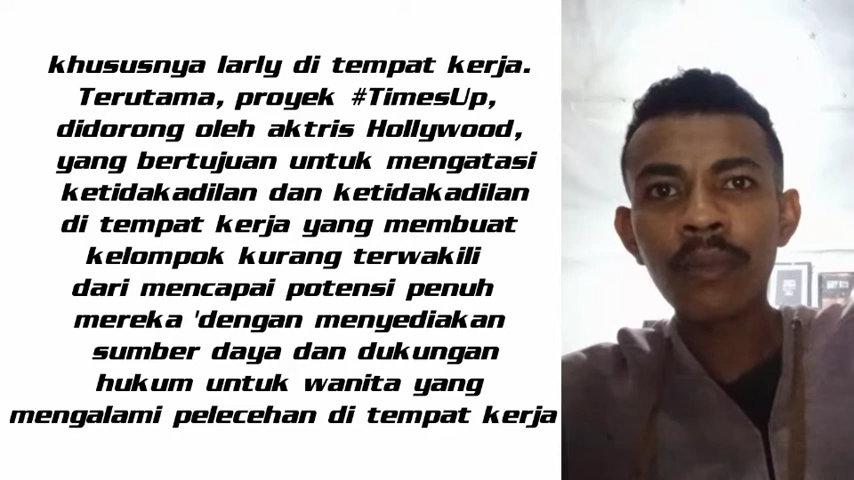 khususnya larly di tempat kerja.
Terutama, proyek #TimesUp,
didorong oleh aktris Hollywood,
yang bertujuan untuk mengatasi
ketidakadilan dan ketidakadilan
di tempat kerja yang membuat
kelompok kurang terwakili
dari mencapai potensi penuh
mereka 'dengan menyediakan
sumber daya dan dukungan
hukum untuk wanita yang
mengalami pelecehan di tempat kerja